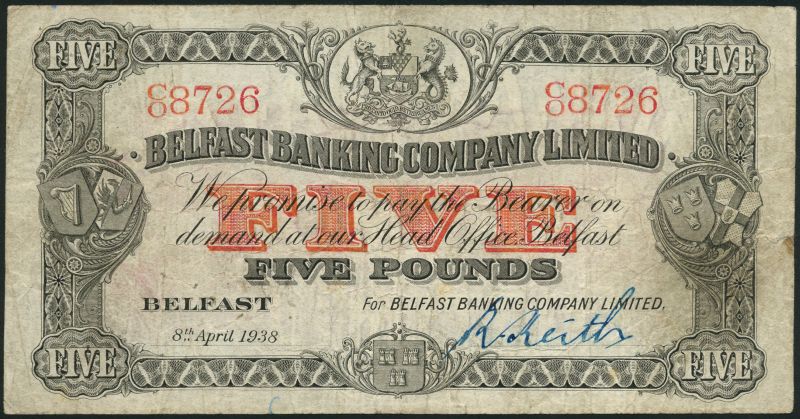 FIVE FIVE
C/O 8726 C/O 8726
BELFAST BANKING COMPANY LIMITED
FIVE
We promise to pay the Bearer on
demand at our Head Office, Belfast
FIVE POUNDS
BELFAST For BELFAST BANKING COMPANY LIMITED.
8th April 1938 R. Keith
FIVE FIVE